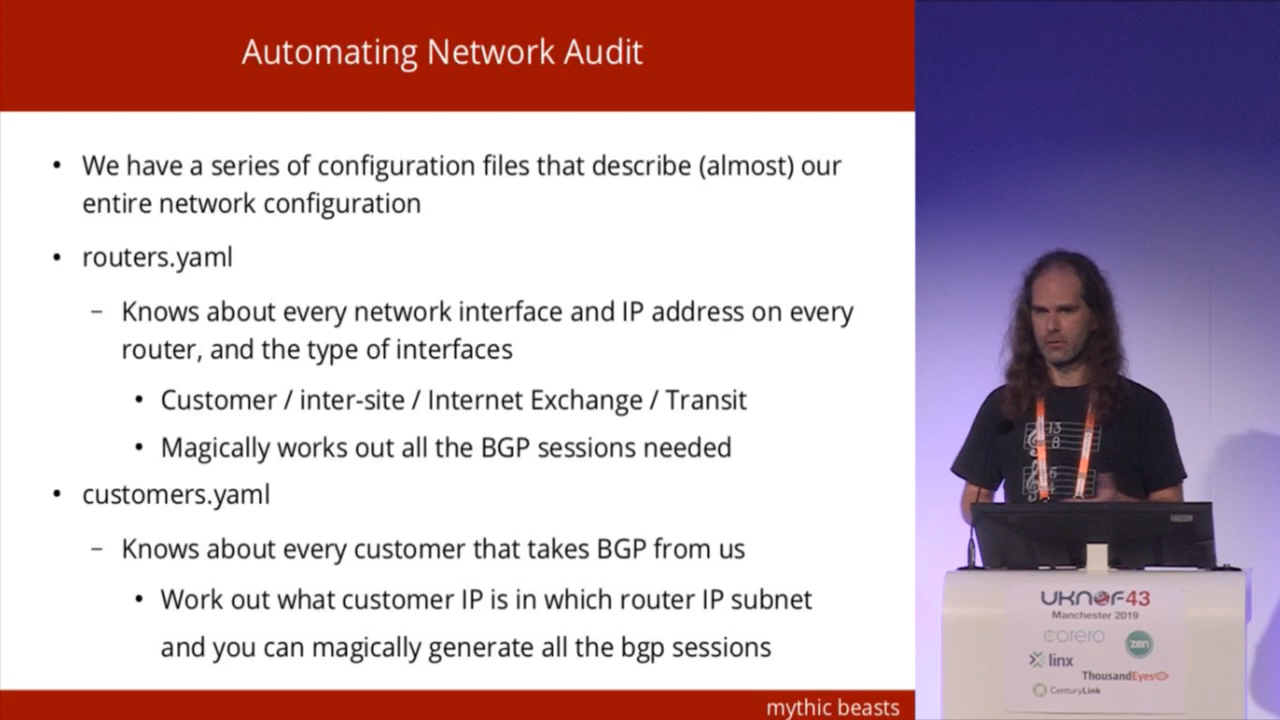 Automating Network Audit
• We have a series of configuration files that describe (almost) our
entire network configuration
• routers.yaml
– Knows about every network interface and IP address on every
router, and the type of interfaces
• Customer / inter-site / Internet Exchange / Transit
• Magically works out all the BGP sessions needed
• customers.yaml
– Knows about every customer that takes BGP from us
• Work out what customer IP is in which router IP subnet
and you can magically generate all the bgp sessions
mythic beasts
13
8
UKNOF43
Manchester 2019
corero
zen
linx
ThousandEyes
CenturyLink